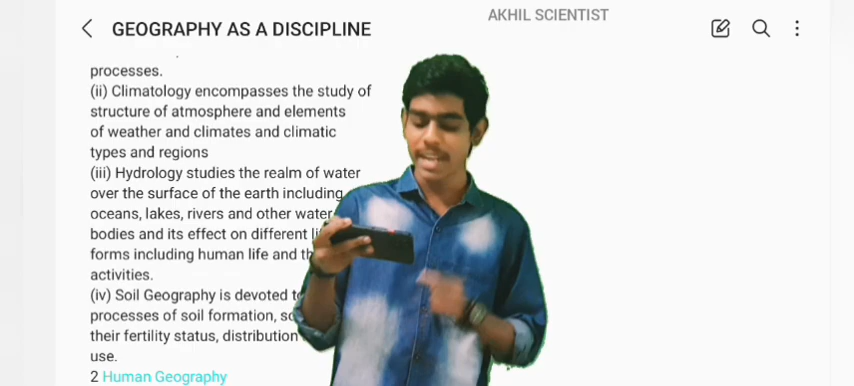 AKHIL SCIENTIST
GEOGRAPHY AS A DISCIPLINE
processes.
(ii) Climatology encompasses the study of
structure of atmosphere and elements
of weather and climates and climatic
types and regions
(iii) Hydrology studies the realm of water
over the surface of the earth including
oceans, lakes, rivers and other water
bodies and its effect on different
forms including human life and
activities.
(iv) Soil Geography is devoted
processes of soil formation,
their fertility status, distribution
use.
2 Human Geography